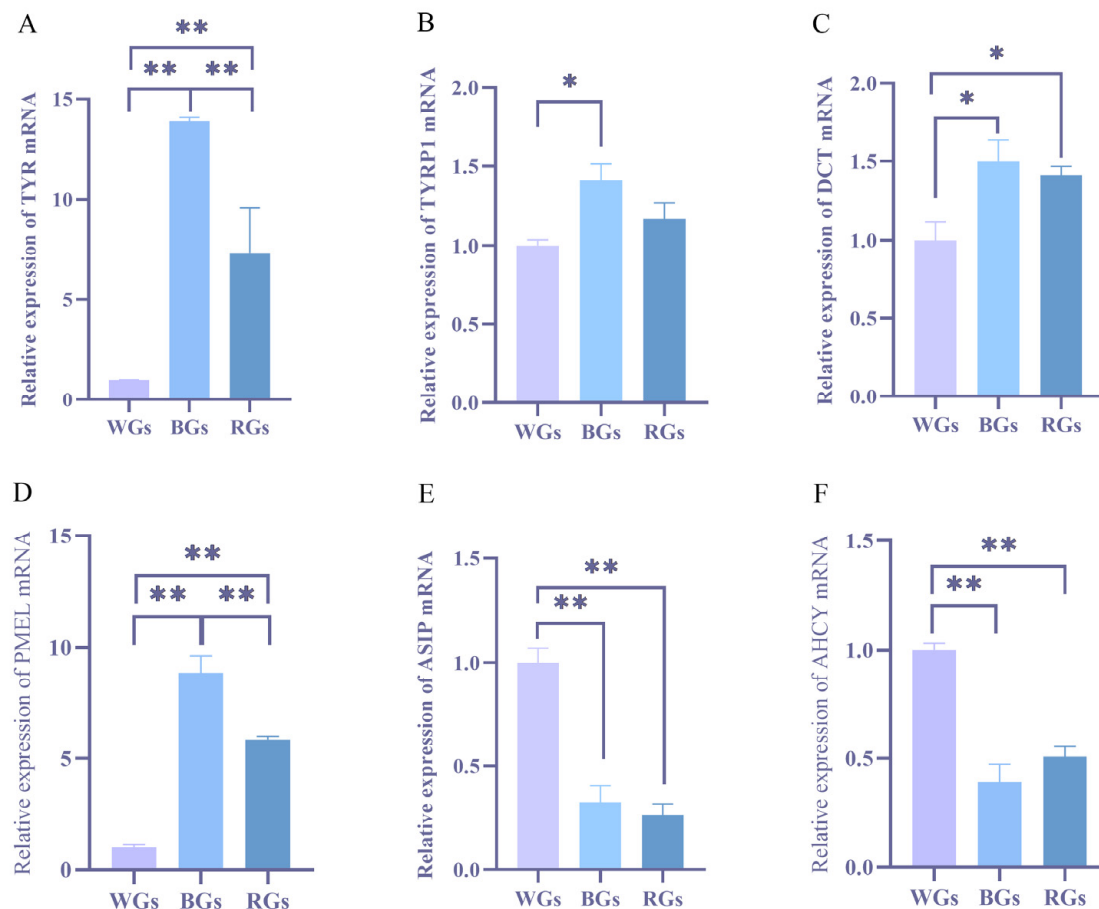 A
**
** **
Relative expression of TYR mRNA
15
10
5
0
WGs BGs RGs
B
*
Relative expression of TYRP1 mRNA
2.0
1.5
1.0
0.5
0.0
WGs BGs RGs
C
*
*
Relative expression of DCT mRNA
2.0
1.5
1.0
0.5
0.0
WGs BGs RGs
D
**
** **
Relative expression of PMEL mRNA
15
10
5
0
WGs BGs RGs
E
**
**
Relative expression of ASIP mRNA
1.5
1.0
0.5
0.0
WGs BGs RGs
F
**
**
Relative expression of AHCY mRNA
1.5
1.0
0.5
0.0
WGs BGs RGs